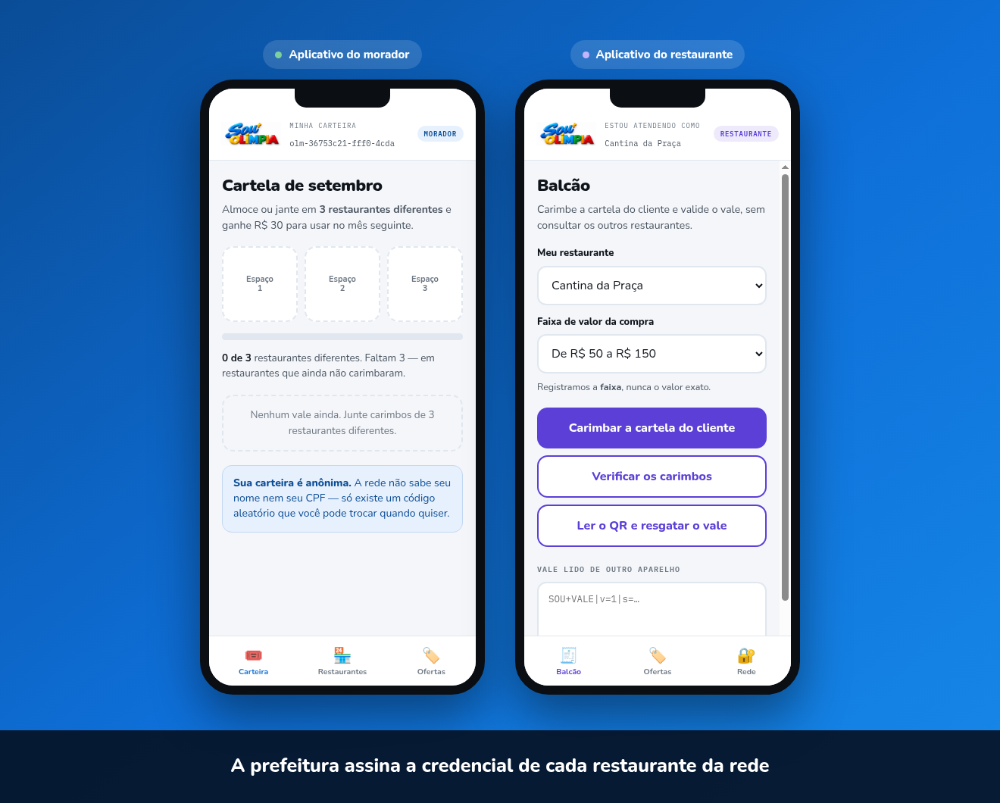 Aplicativo do morador
Sou
OLÍMPIA
MINHA CARTEIRA
olm-36753c21-fff0-4cda
MORADOR
Cartela de setembro
Almoce ou jante em 3 restaurantes diferentes e
ganhe R$ 30 para usar no mês seguinte.
Espaço
1
Espaço
2
Espaço
3
0 de 3 restaurantes diferentes. Faltam 3 — em
restaurantes que ainda não carimbaram.
Nenhum vale ainda. Junte carimbos de 3
restaurantes diferentes.
Sua carteira é anônima. A rede não sabe seu
nome nem seu CPF — só existe um código
aleatório que você pode trocar quando quiser.
Carteira
Restaurantes
Ofertas
Aplicativo do restaurante
Sou
OLÍMPIA
ESTOU ATENDENDO COMO
Cantina da Praça
RESTAURANTE
Balcão
Carimbe a cartela do cliente e valide o vale, sem
consultar os outros restaurantes.
Meu restaurante
Cantina da Praça
Faixa de valor da compra
De R$ 50 a R$ 150
Registramos a faixa, nunca o valor exato.
Carimbar a cartela do cliente
Verificar os carimbos
Ler o QR e resgatar o vale
VALE LIDO DE OUTRO APARELHO
SOU+VALE|v=1|s=…
Balcão
Ofertas
Rede
A prefeitura assina a credencial de cada restaurante da rede